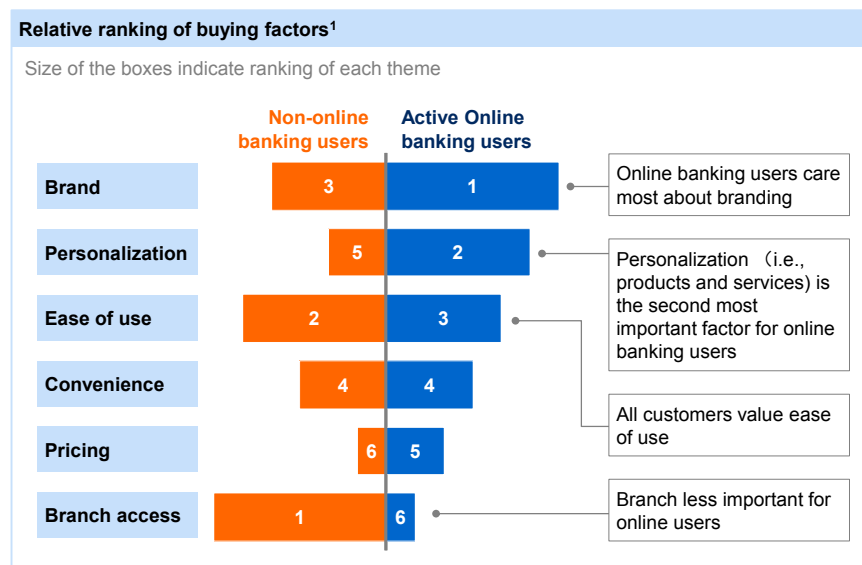 Relative ranking of buying factors¹
Size of the boxes indicate ranking of each theme
Non-online
banking users
Active Online
banking users
Brand
3
1
Online banking users care
most about branding
Personalization
5
2
Personalization （i.e.,
products and services) is
the second most
important factor for online
banking users
Ease of use
2
3
Convenience
4
4
All customers value ease
of use
Pricing
6
5
Branch access
1
6
Branch less important for
online users